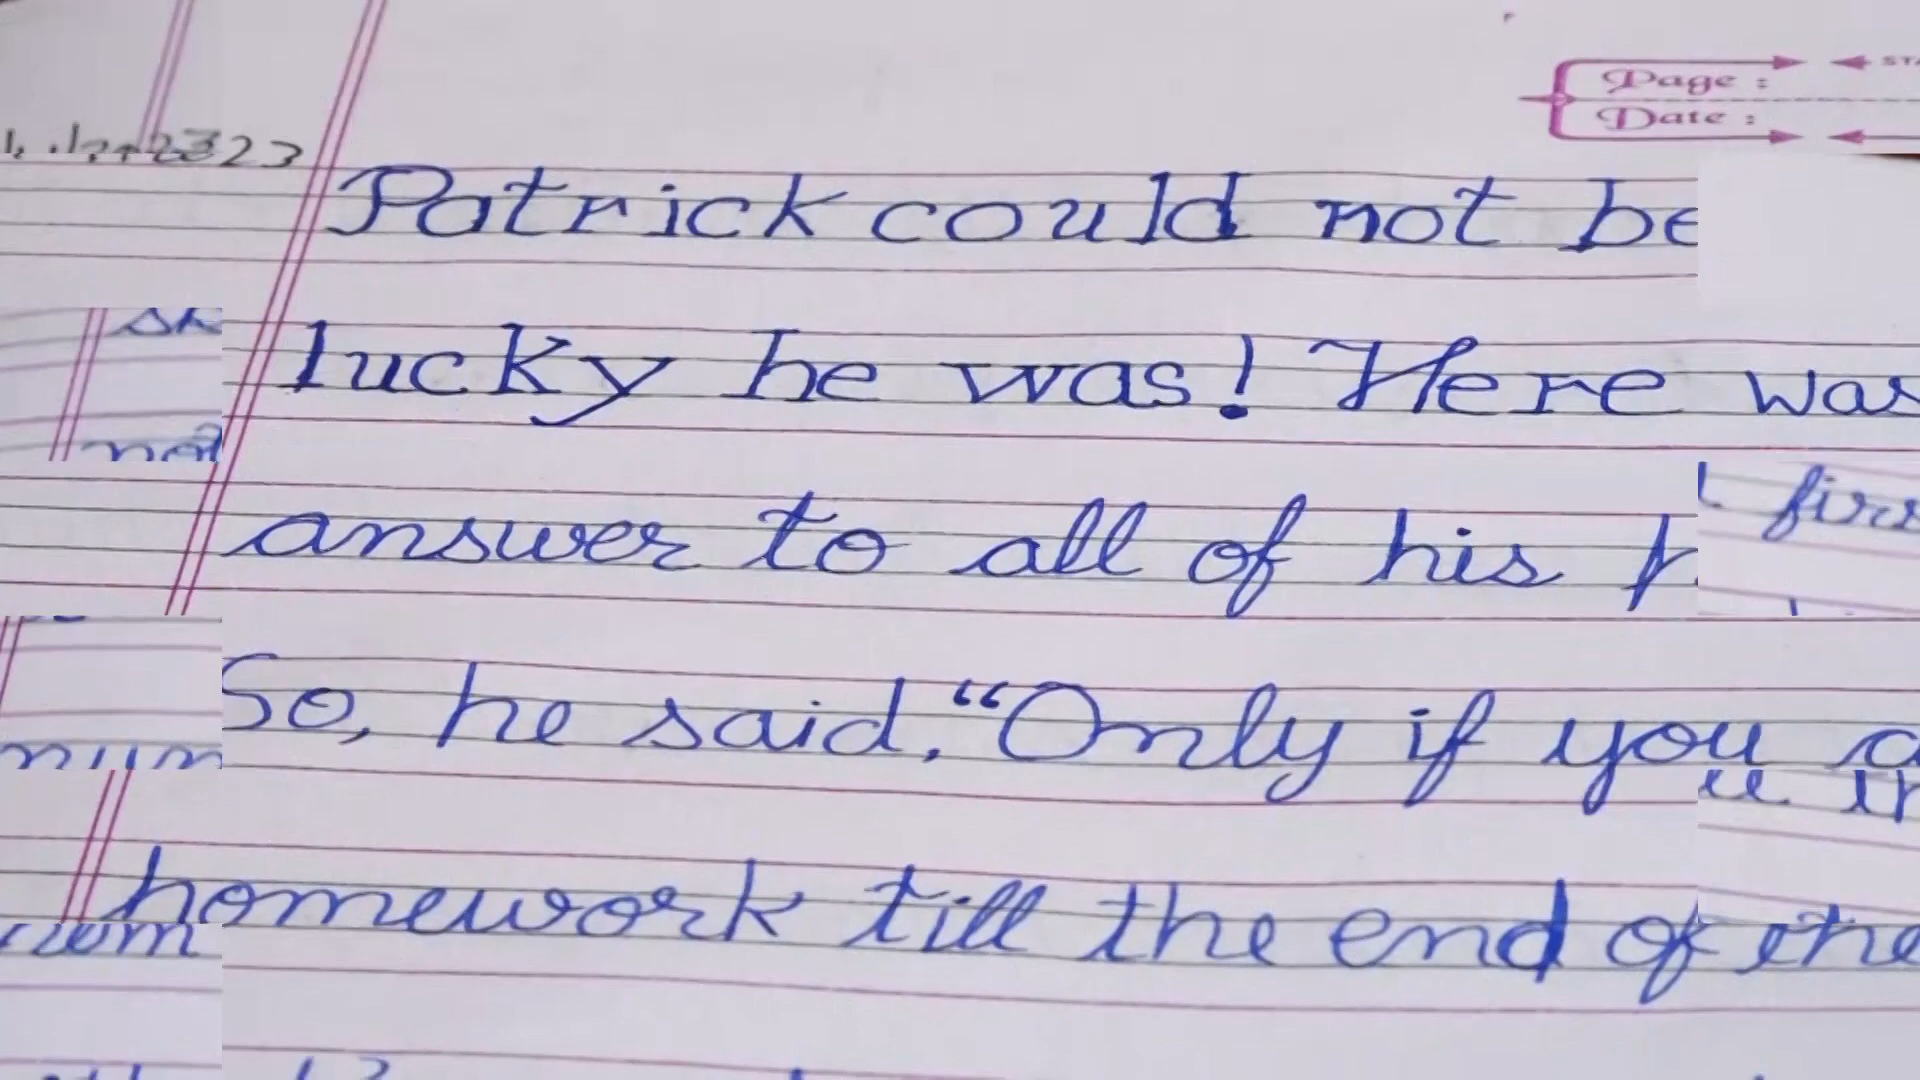 Page :
Date :
Patrick could not be
lucky he was! Here was
answer to all of his
So, he said, “Only if you
homework till the end of the